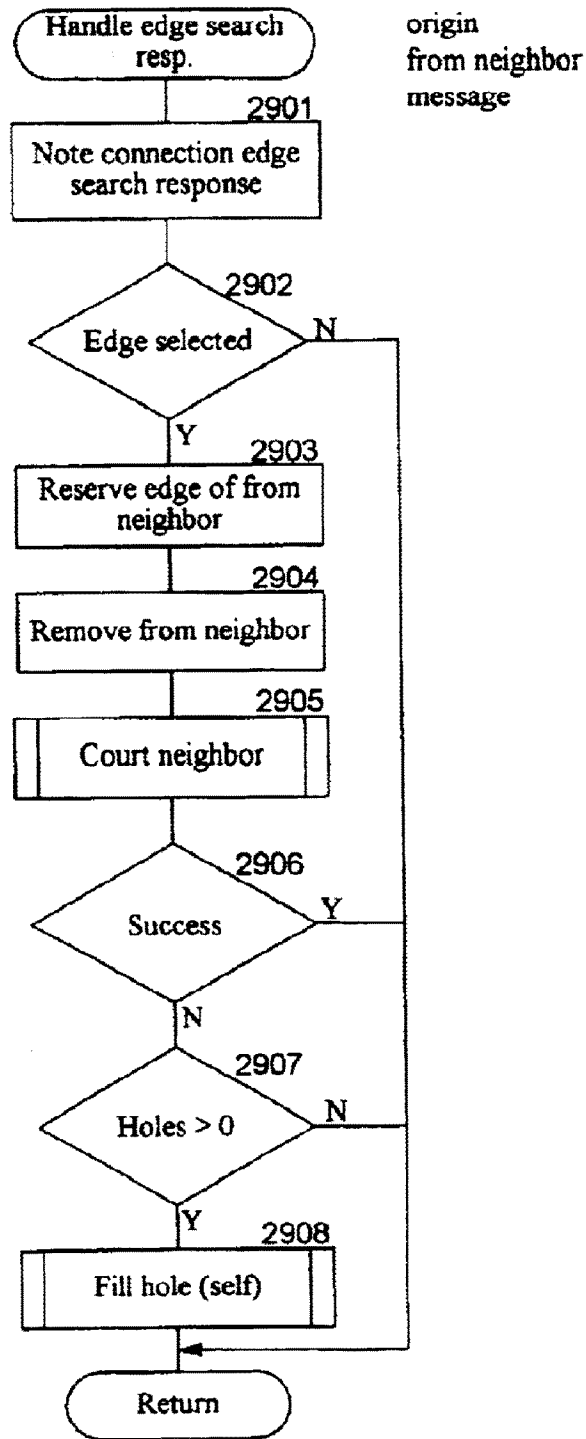 Handle edge search
resp.
origin
from neighbor
message
2901
Note connection edge
search response
2902
Edge selected
N
Y
2903
Reserve edge of from
neighbor
2904
Remove from neighbor
2905
Court neighbor
2906
Success
Y
N
2907
Holes > 0
N
Y
2908
Fill hole (self)
Return